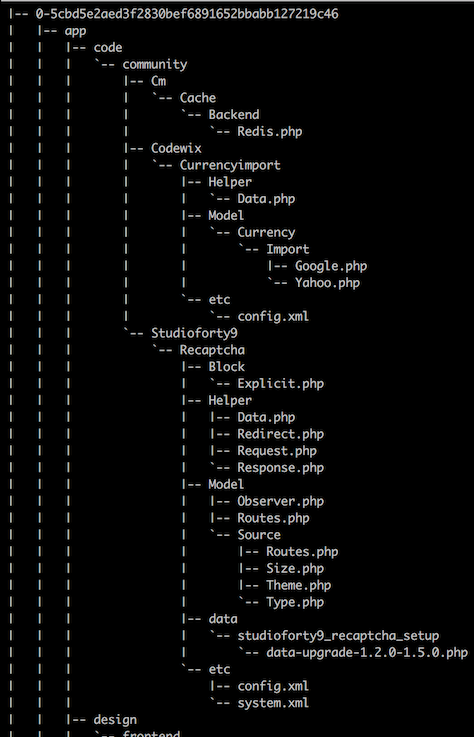 |-- 0-5cbd5e2aed3f2830bef6891652bbabb127219c46
|   |-- app
|   |   |-- code
|   |   |   `-- community
|   |   |       |-- Cm
|   |   |       |   `-- Cache
|   |   |       |       `-- Backend
|   |   |       |           `-- Redis.php
|   |   |       |-- Codewix
|   |   |       |   `-- Currencyimport
|   |   |       |       |-- Helper
|   |   |       |       |   `-- Data.php
|   |   |       |       |-- Model
|   |   |       |       |   `-- Currency
|   |   |       |       |       `-- Import
|   |   |       |       |           |-- Google.php
|   |   |       |       |           `-- Yahoo.php
|   |   |       |       `-- etc
|   |   |       |           `-- config.xml
|   |   |       `-- Studioforty9
|   |   |           `-- Recaptcha
|   |   |               |-- Block
|   |   |               |   `-- Explicit.php
|   |   |               |-- Helper
|   |   |               |   |-- Data.php
|   |   |               |   |-- Redirect.php
|   |   |               |   |-- Request.php
|   |   |               |   `-- Response.php
|   |   |               |-- Model
|   |   |               |   |-- Observer.php
|   |   |               |   |-- Routes.php
|   |   |               |   `-- Source
|   |   |               |       |-- Routes.php
|   |   |               |       |-- Size.php
|   |   |               |       |-- Theme.php
|   |   |               |       `-- Type.php
|   |   |               |-- data
|   |   |               |   `-- studioforty9_recaptcha_setup
|   |   |               |       `-- data-upgrade-1.2.0-1.5.0.php
|   |   |               `-- etc
|   |   |                   |-- config.xml
|   |   |                   `-- system.xml
|   |   |-- design
|   |   |   `-- frontend